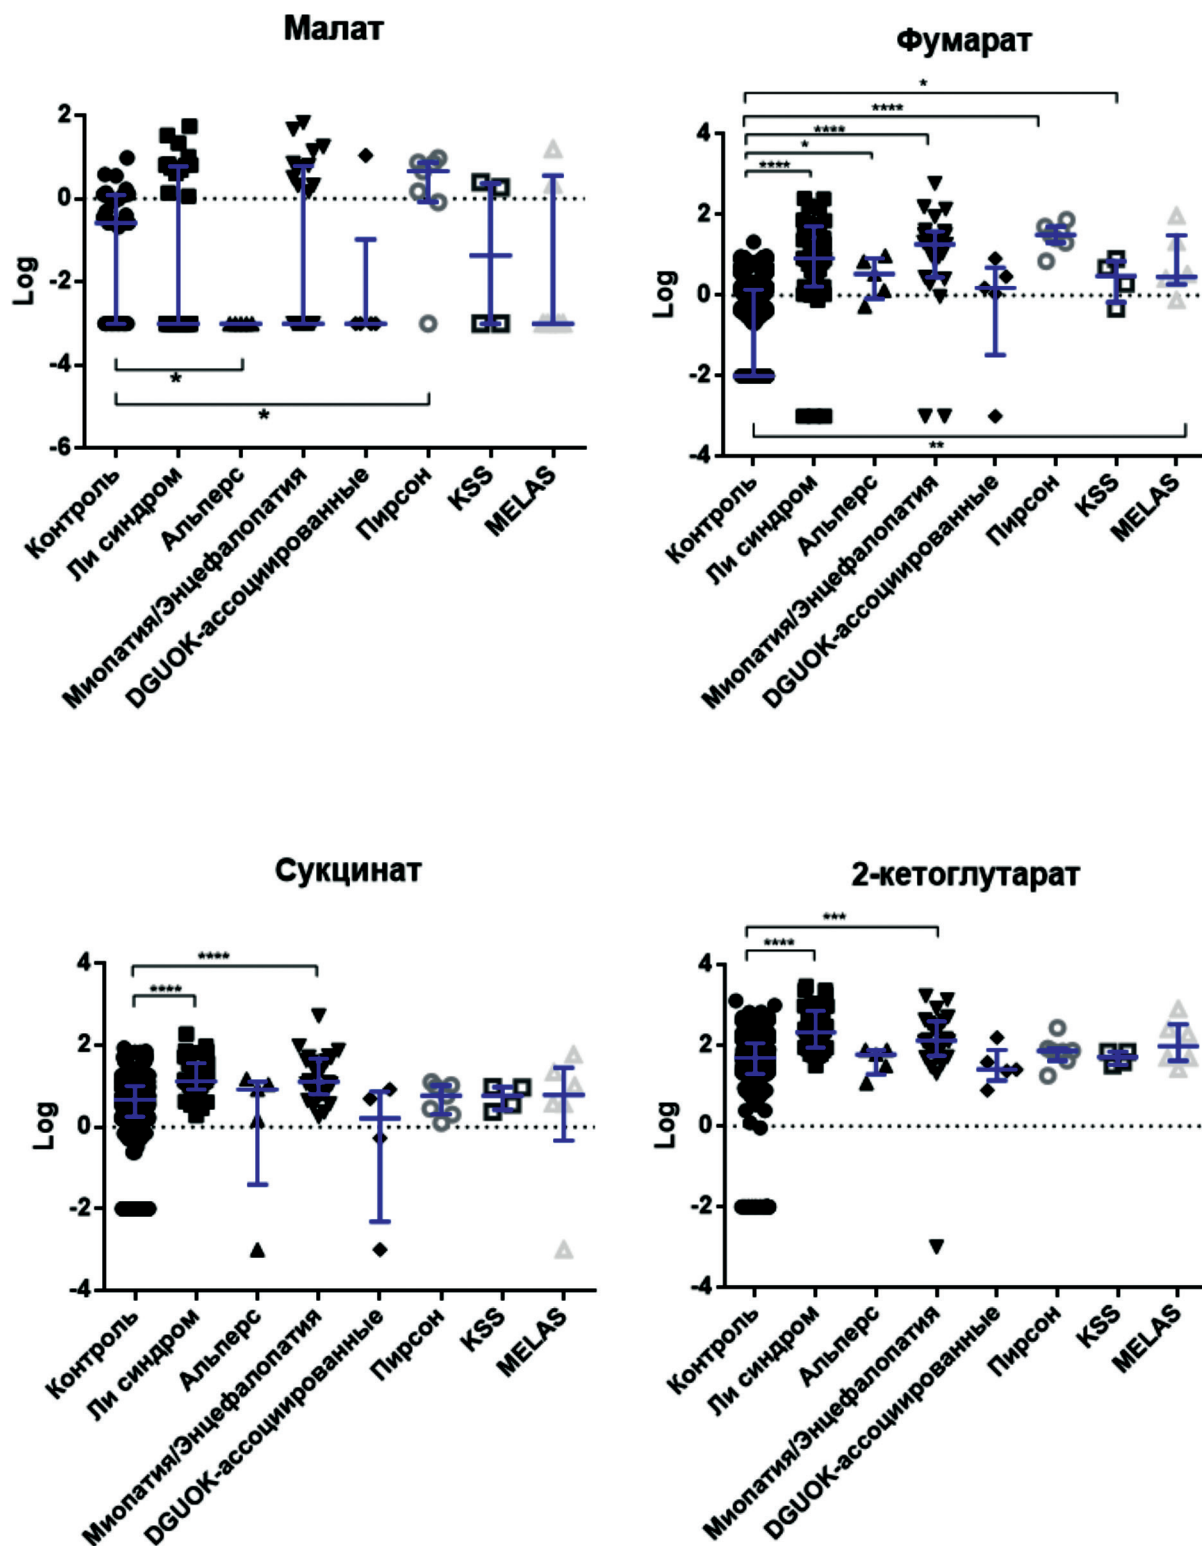 Малат
Log
2
0
-2
-4
-6
*
*
Контроль
Ли синдром
Альперс
Миопатия/Энцефалопатия
DGUOK-ассоциированные
Пирсон
KSS
MELAS
Фумарат
Log
4
2
0
-2
-4
*
****
****
*
****
**
Контроль
Ли синдром
Альперс
Миопатия/Энцефалопатия
DGUOK-ассоциированные
Пирсон
KSS
MELAS
Сукцинат
Log
4
2
0
-2
-4
****
****
Контроль
Ли синдром
Альперс
Миопатия/Энцефалопатия
DGUOK-ассоциированные
Пирсон
KSS
MELAS
2-кетоглутарат
Log
4
2
0
-2
-4
***
****
Контроль
Ли синдром
Альперс
Миопатия/Энцефалопатия
DGUOK-ассоциированные
Пирсон
KSS
MELAS